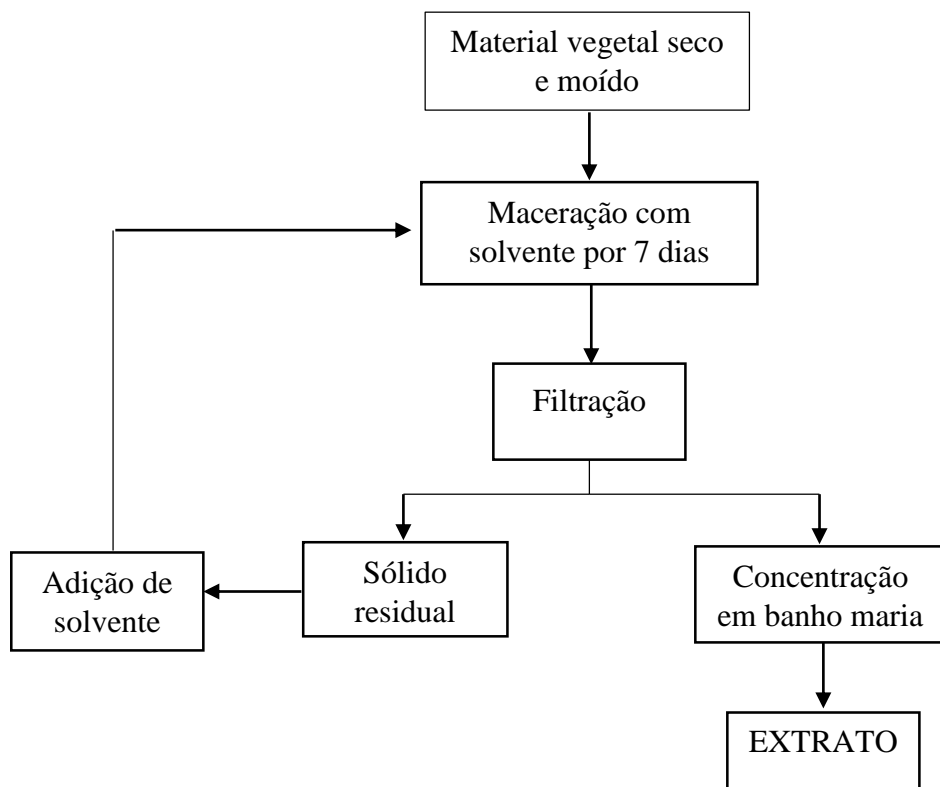 Material vegetal seco
e moído
Maceração com
solvente por 7 dias
Filtração
Adição de
solvente
Sólido
residual
Concentração
em banho maria
EXTRATO